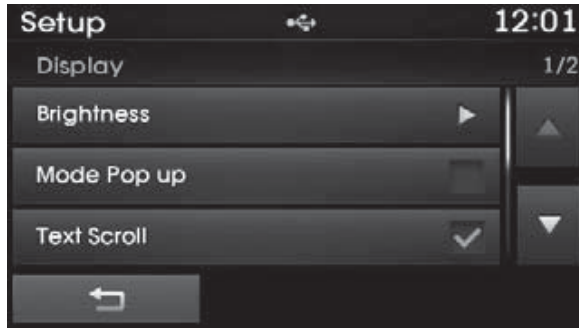 Setup 12:01
Display 1/2
Brightness
Mode Pop up
Text Scroll